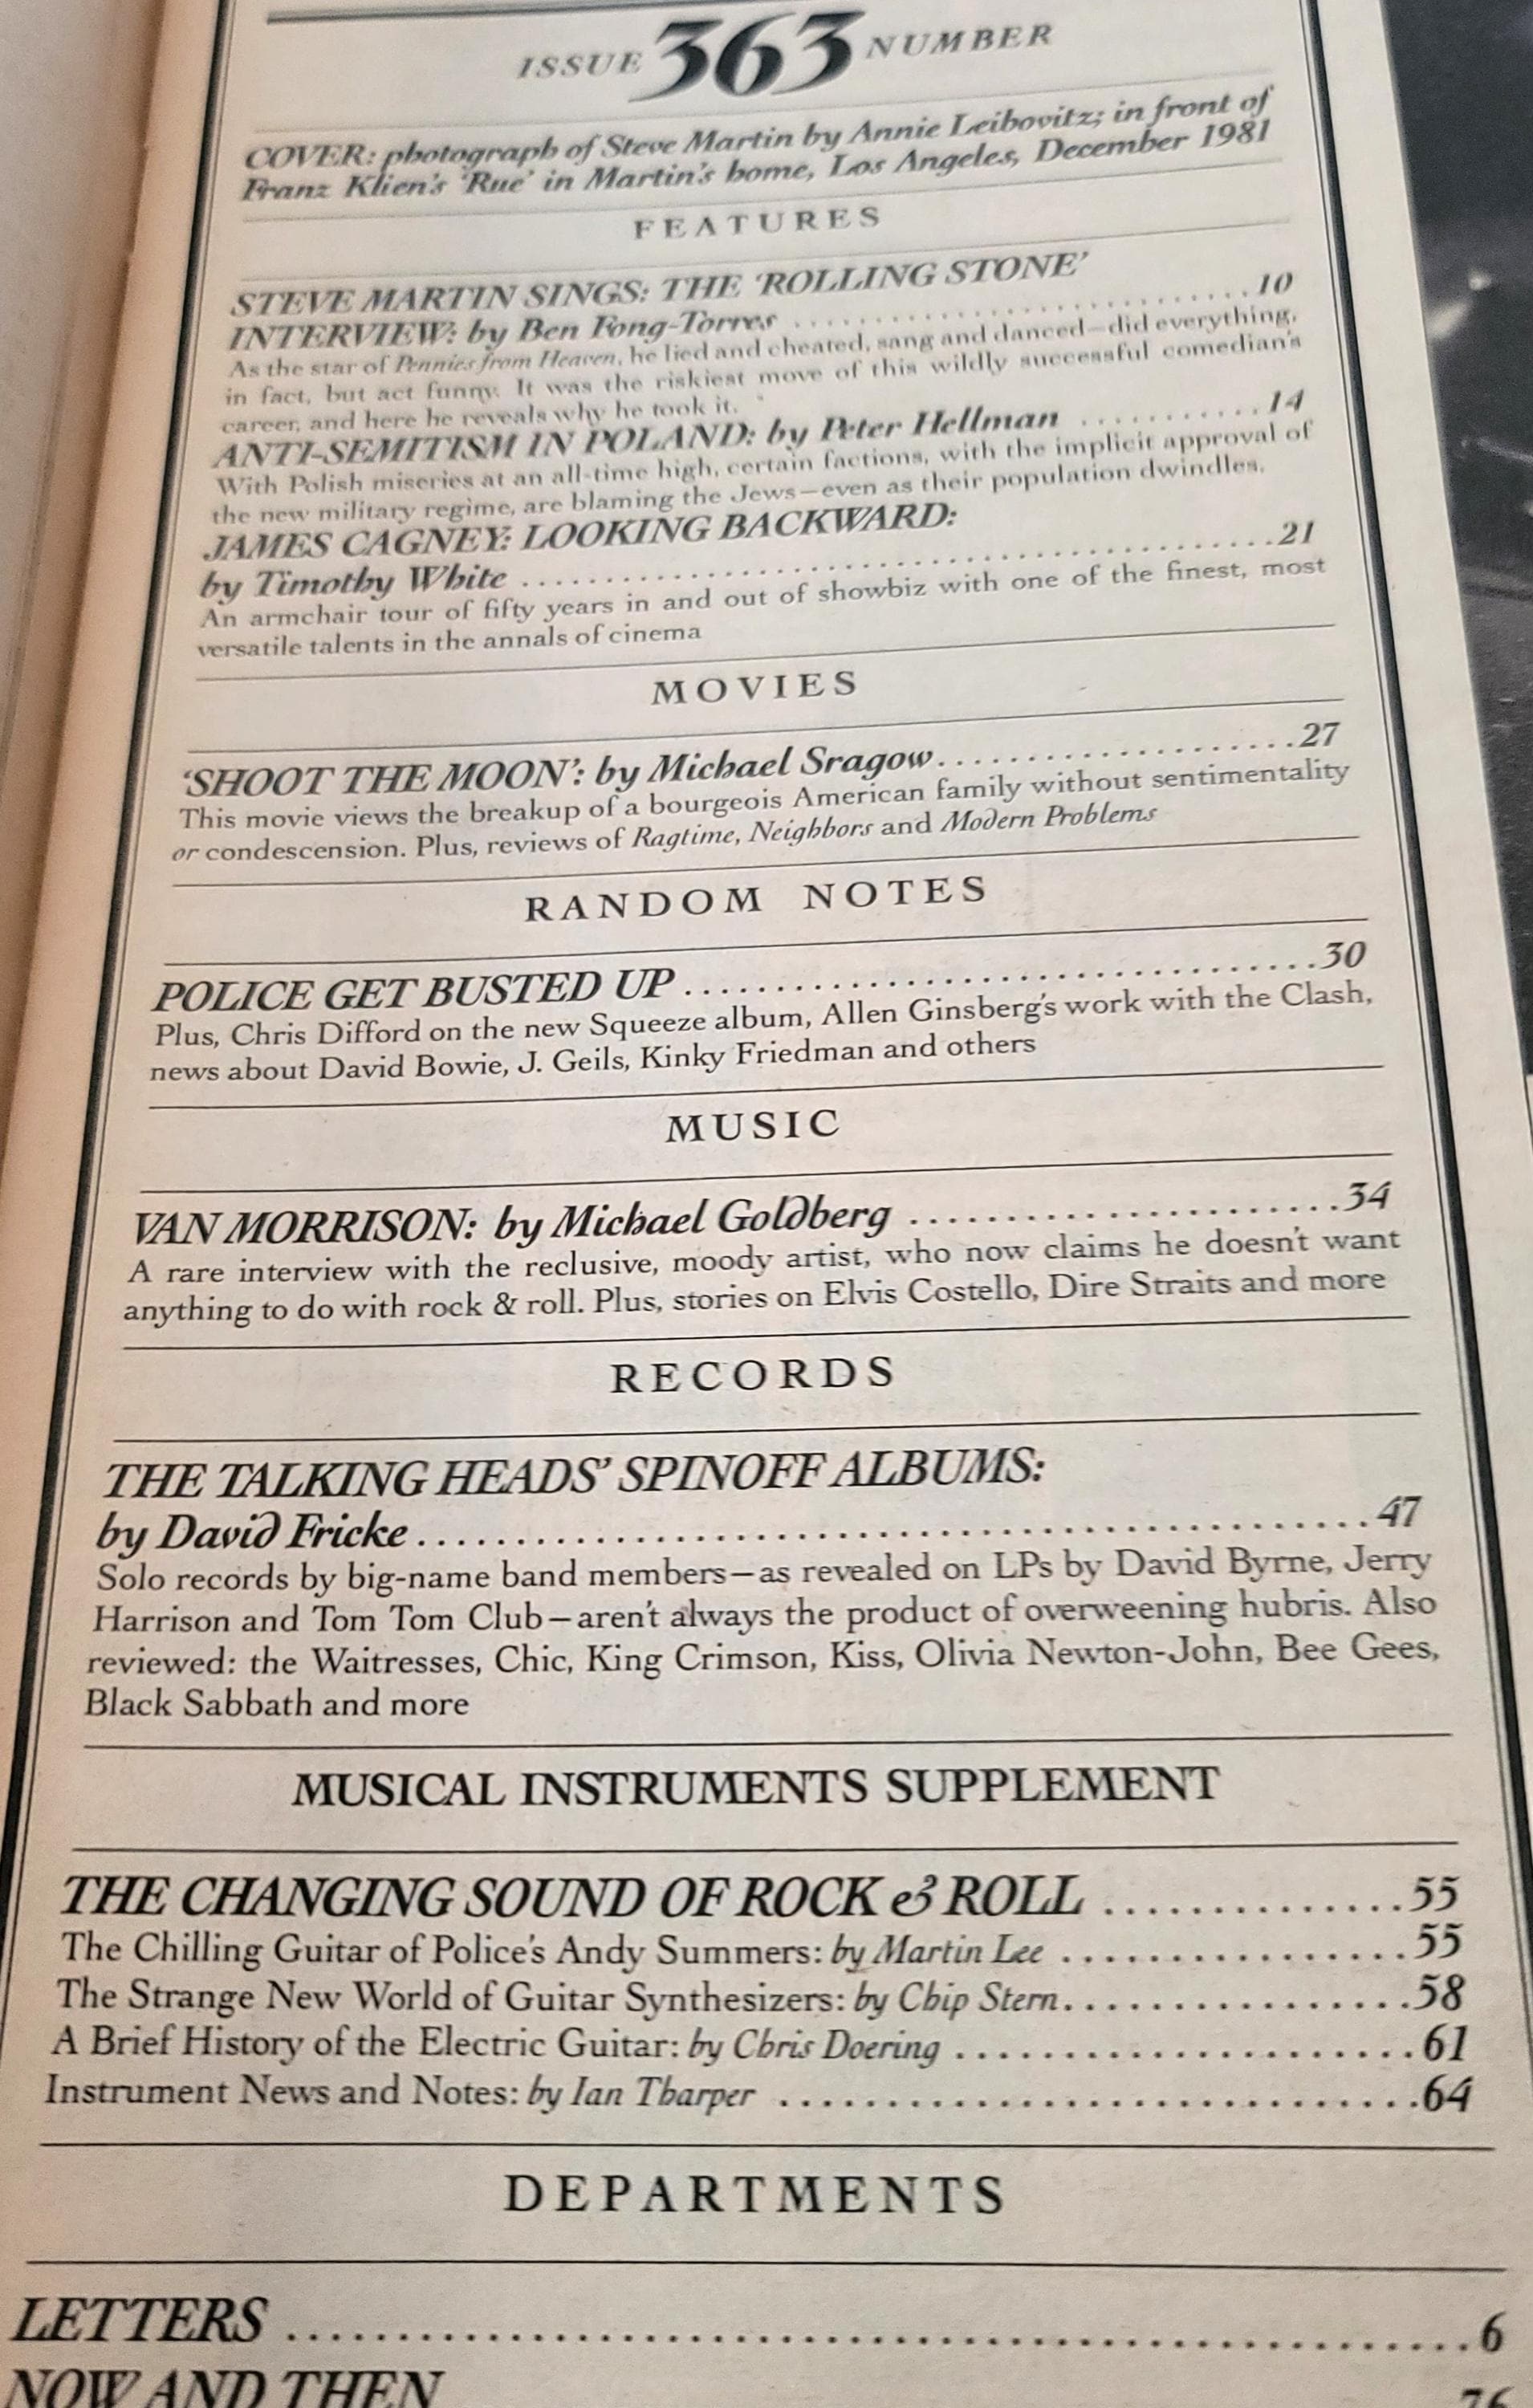 ISSUE 363 NUMBER
COVER: photograph of Steve Martin by Annie Leibovitz; in front of
Franz Klien's 'Rue' in Martin's home, Los Angeles, December 1981
FEATURES
STEVE MARTIN SINGS: THE 'ROLLING STONE'
INTERVIEW: by Ben Fong-Torres ........................10
As the star of Pennies from Heaven, he lied and cheated, sang and danced—did everything,
in fact, but act funny. It was the riskiest move of this wildly successful comedian's
career, and here he reveals why he took it.
ANTI-SEMITISM IN POLAND: by Peter Hellman ...........14
With Polish miseries at an all-time high, certain factions, with the implicit approval of
the new military regime, are blaming the Jews—even as their population dwindles.
JAMES CAGNEY: LOOKING BACKWARD:
by Timothy White ........................................21
An armchair tour of fifty years in and out of showbiz with one of the finest, most
versatile talents in the annals of cinema
MOVIES
'SHOOT THE MOON': by Michael Sragow...................27
This movie views the breakup of a bourgeois American family without sentimentality
or condescension. Plus, reviews of Ragtime, Neighbors and Modern Problems
RANDOM NOTES
POLICE GET BUSTED UP ..................................30
Plus, Chris Difford on the new Squeeze album, Allen Ginsberg's work with the Clash,
news about David Bowie, J. Geils, Kinky Friedman and others
MUSIC
VAN MORRISON: by Michael Goldberg .......................34
A rare interview with the reclusive, moody artist, who now claims he doesn't want
anything to do with rock & roll. Plus, stories on Elvis Costello, Dire Straits and more
RECORDS
THE TALKING HEADS' SPINOFF ALBUMS:
by David Fricke ................................................47
Solo records by big-name band members—as revealed on LPs by David Byrne, Jerry
Harrison and Tom Tom Club—aren't always the product of overweening hubris. Also
reviewed: the Waitresses, Chic, King Crimson, Kiss, Olivia Newton-John, Bee Gees,
Black Sabbath and more
MUSICAL INSTRUMENTS SUPPLEMENT
THE CHANGING SOUND OF ROCK & ROLL ..............55
The Chilling Guitar of Police's Andy Summers: by Martin Lee ................55
The Strange New World of Guitar Synthesizers: by Chip Stern................58
A Brief History of the Electric Guitar: by Chris Doering .....................61
Instrument News and Notes: by Ian Tharper ..............................64
DEPARTMENTS
LETTERS ..........................................6
NOW AND THEN 76